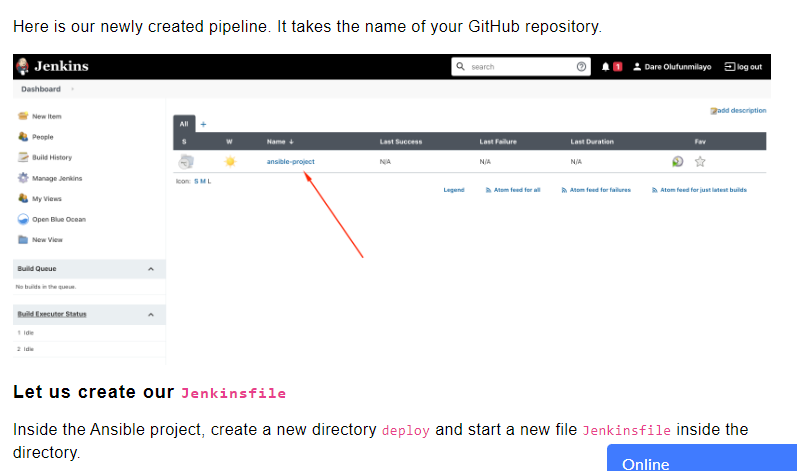 Here is our newly created pipeline. It takes the name of your GitHub repository.
Jenkins
search
1
Dare Olufunmilayo
log out
Dashboard
add description
New Item
People
Build History
Manage Jenkins
My Views
Open Blue Ocean
New View
All +
S W Name ↓ Last Success Last Failure Last Duration Fav
ansible-project N/A N/A N/A
Icon: S M L
Legend Atom feed for all Atom feed for failures Atom feed for just latest builds
Build Queue
No builds in the queue.
Build Executor Status
1 Idle
2 Idle
Let us create our Jenkinsfile
Inside the Ansible project, create a new directory deploy and start a new file Jenkinsfile inside the
directory.
Online